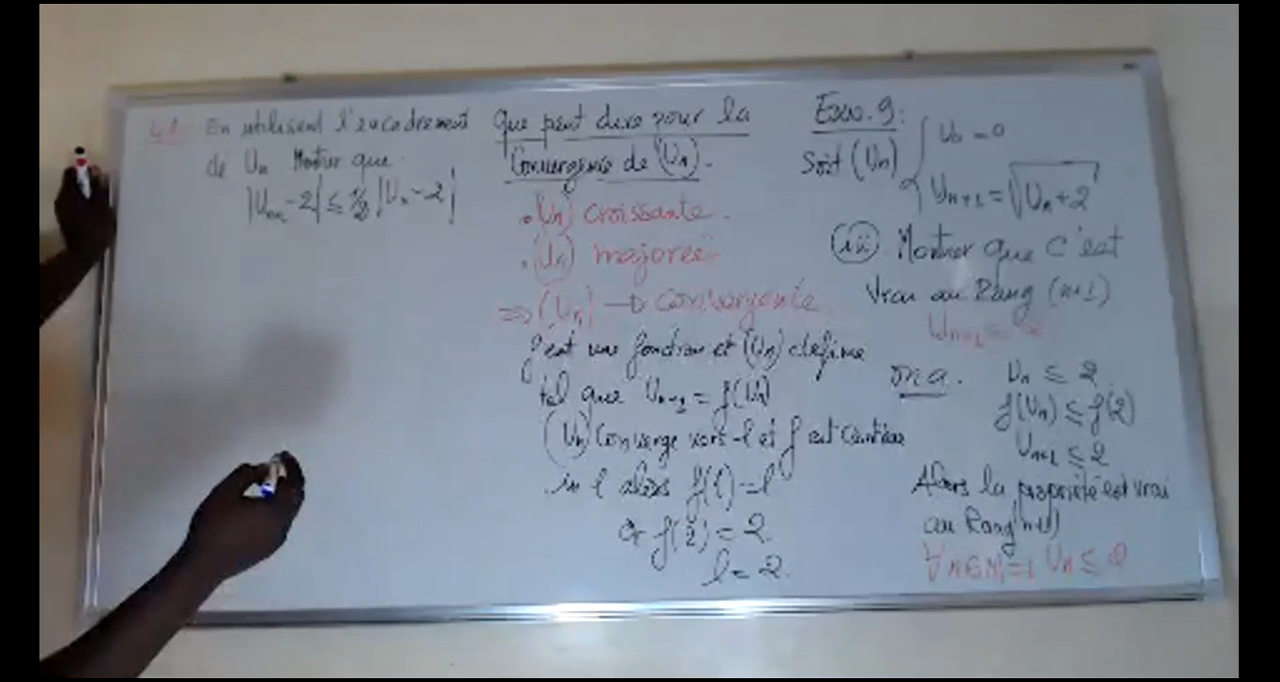 4.1. En utilisant l'encadrement
de Un Montrer que
|Un+1 - 2| ≤ 1/2 |Un - 2|
que peut dire pour la
Convergence de (Un).
• (Un) croissante.
• (Un) majorée
=> (Un) → convergente
f est une fonction et (Un) define
tel que Un+1 = f(Un)
(Un) Converge vers l et f est Continue
in l alors f(l) = l
Or f(2) = 2.
l = 2.
Exo. 9:
Soit (Un) { U0 = 0
Un+1 = √Un + 2
(ii) Montrer que c'est
Vrai au Rang (n+1)
Un+1 ≤ 2
on a. Un ≤ 2
f(Un) ≤ f(2)
Un+1 ≤ 2
Alors la propriété est vrai
au Rang n+1)
∀ n ∈ N, Un ≤ 2